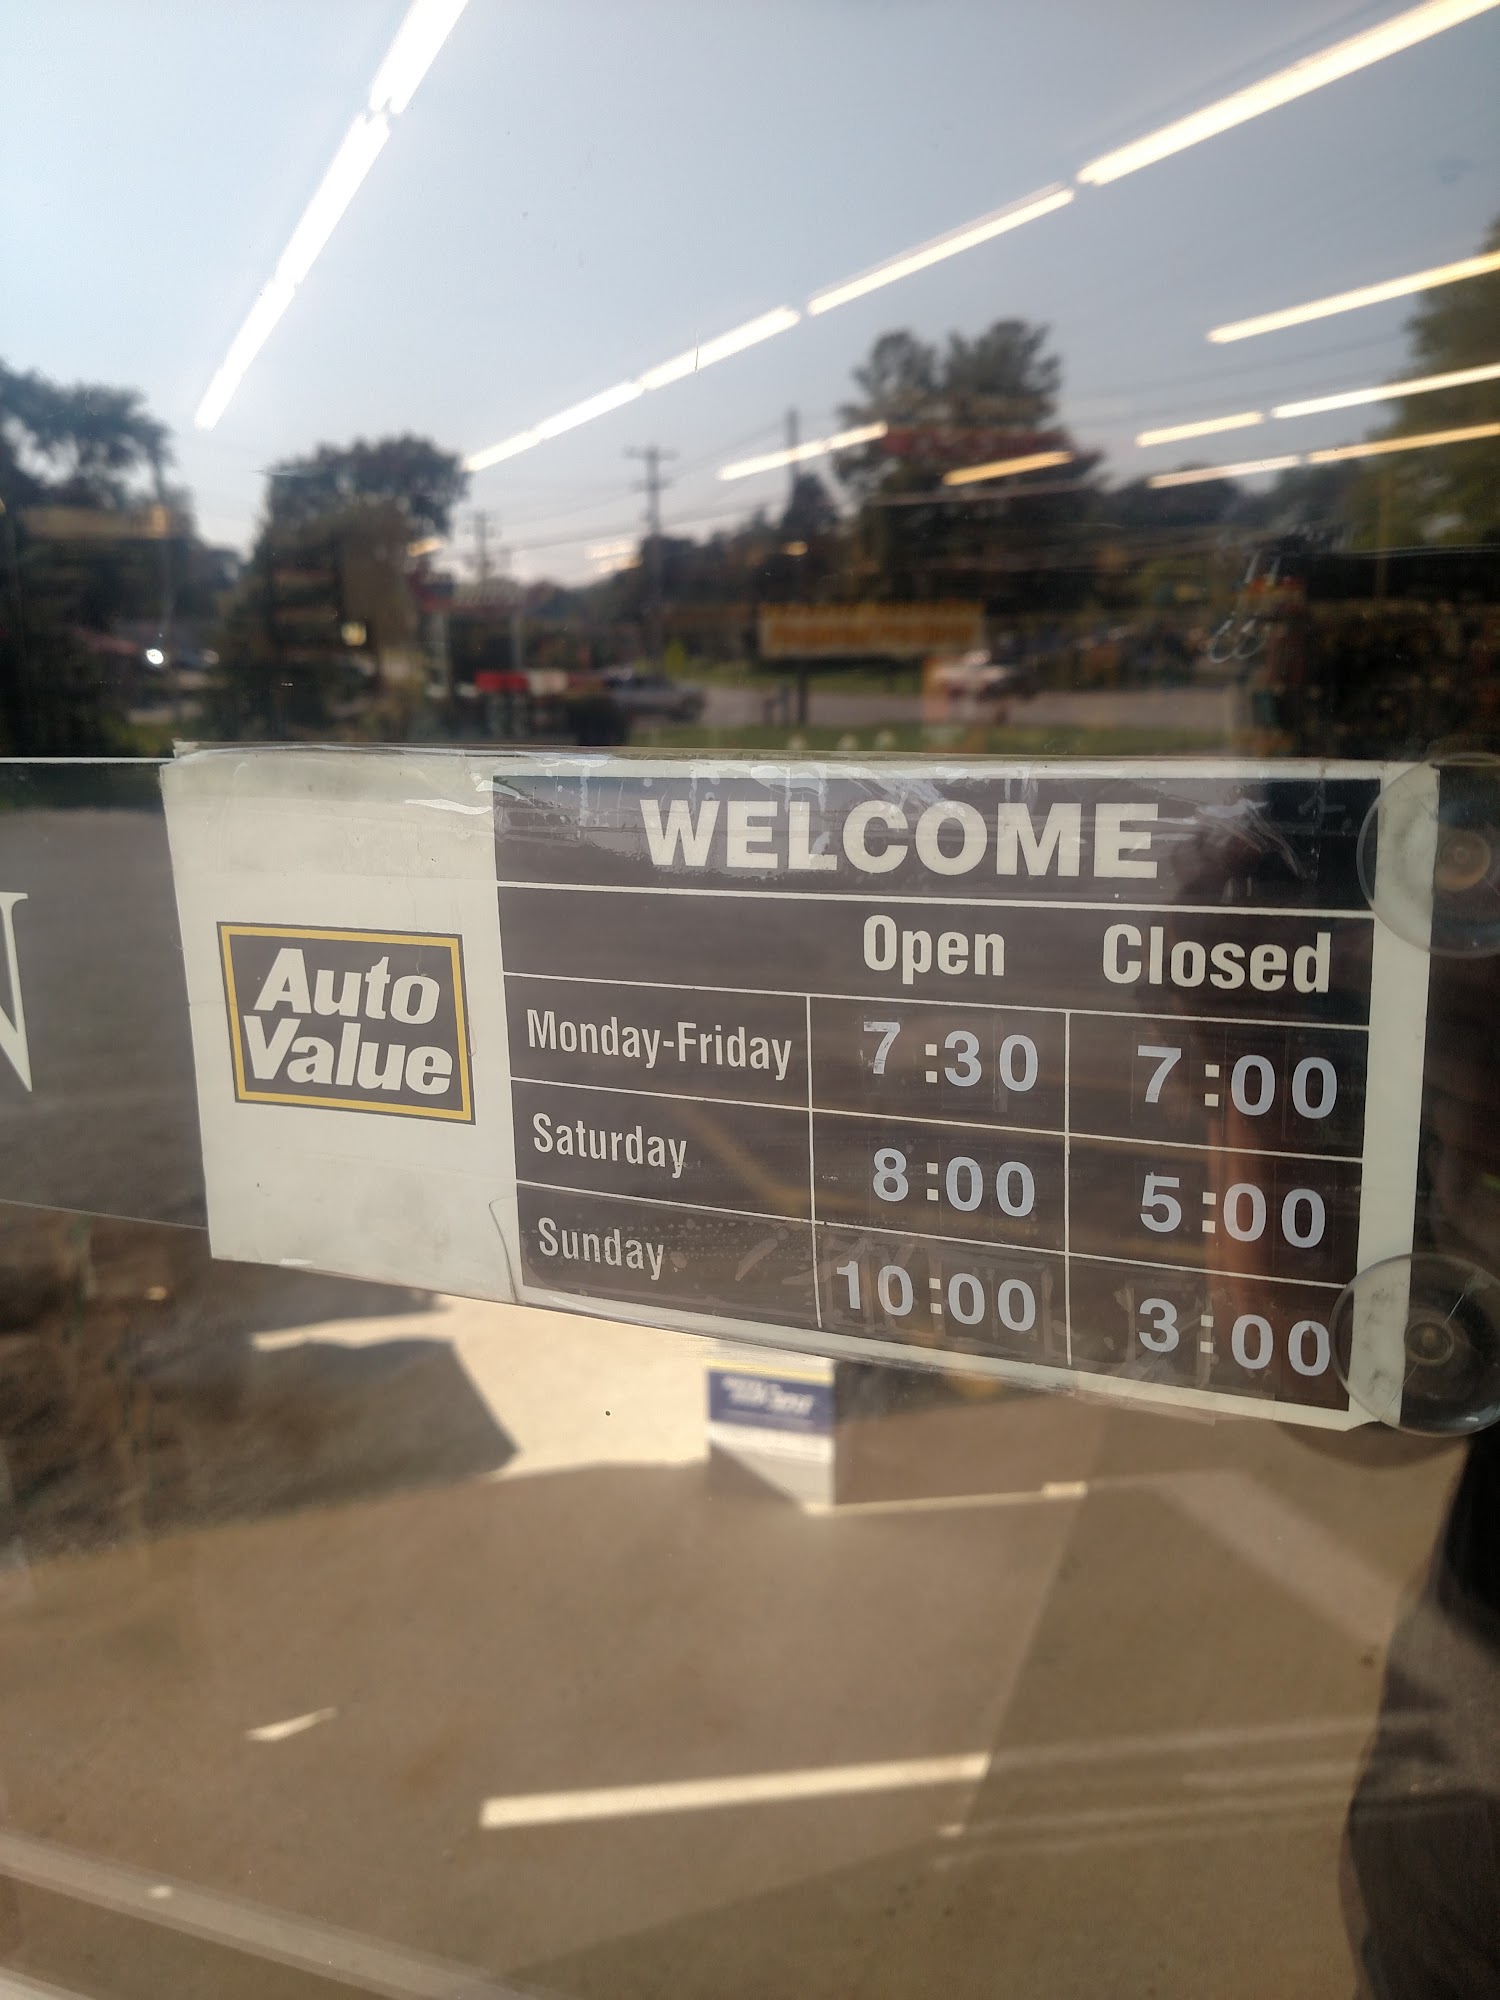 WELCOME
Open Closed
Auto
Value
Monday-Friday 7:30 7:00
Saturday 8:00 5:00
Sunday 10:00 3:00